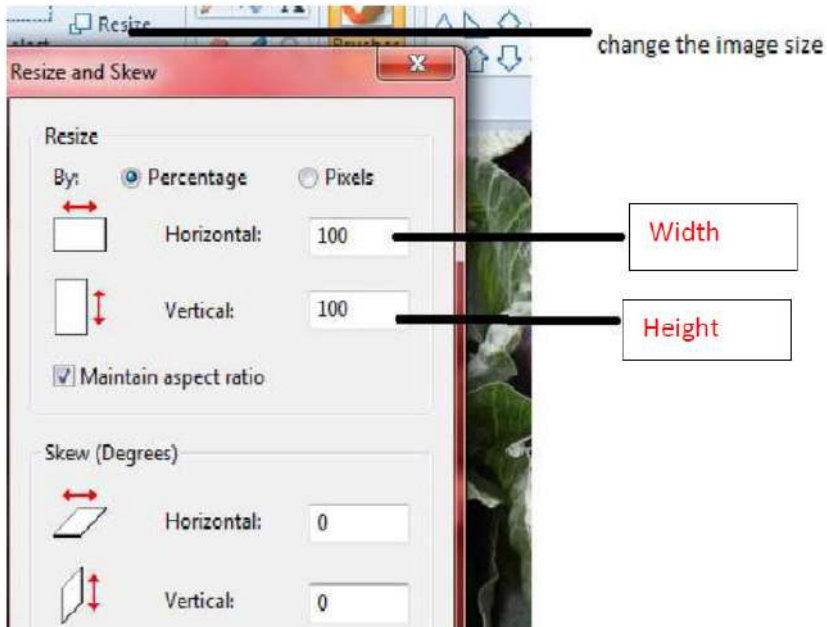 Resize
change the image size
Brushes
Resize and Skew
Resize
By: Percentage Pixels
Horizontal: 100
Width
Vertical: 100
Height
Maintain aspect ratio
Skew (Degrees)
Horizontal: 0
Vertical: 0